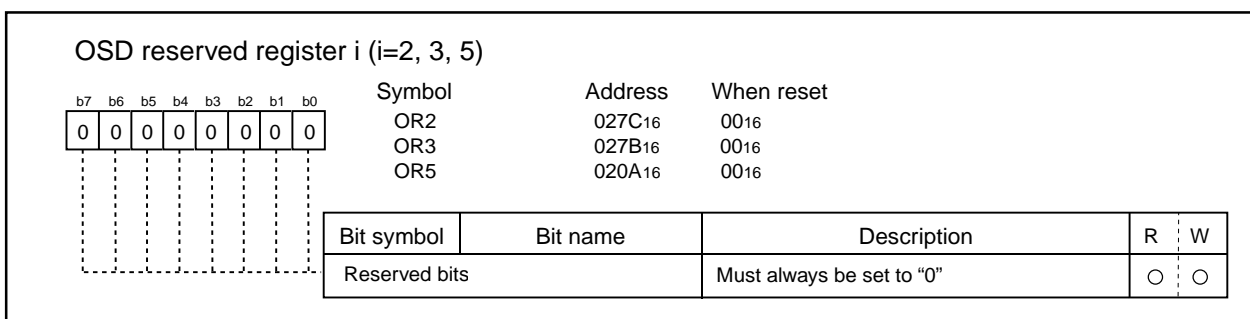 OSD reserved register i (i=2, 3, 5)
b7 b6 b5 b4 b3 b2 b1 b0
0 0 0 0 0 0 0 0
Symbol Address When reset
OR2 027C16 0016
OR3 027B16 0016
OR5 020A16 0016
Bit symbol Bit name Description R W
Reserved bits Must always be set to “0” ○ ○